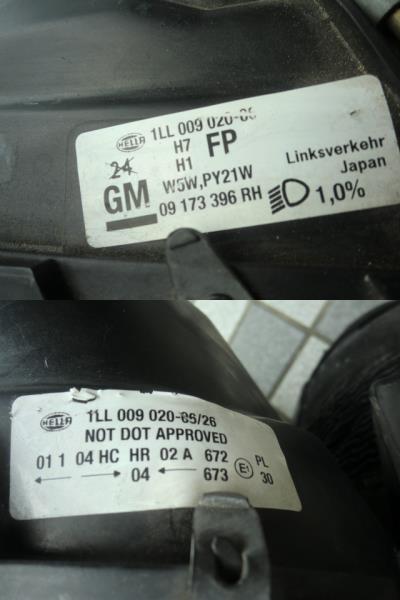 HELLA 1LL 009 020-
H7
24 H1 FP
W5W,PY21W Linksverkehr
GM Japan
09 173 396 RH 1,0%
HELLA 1LL 009 020-85/26
NOT DOT APPROVED
01 1 04 HC HR 02 A 672 E1 PL
← → 04 ← → 673 30